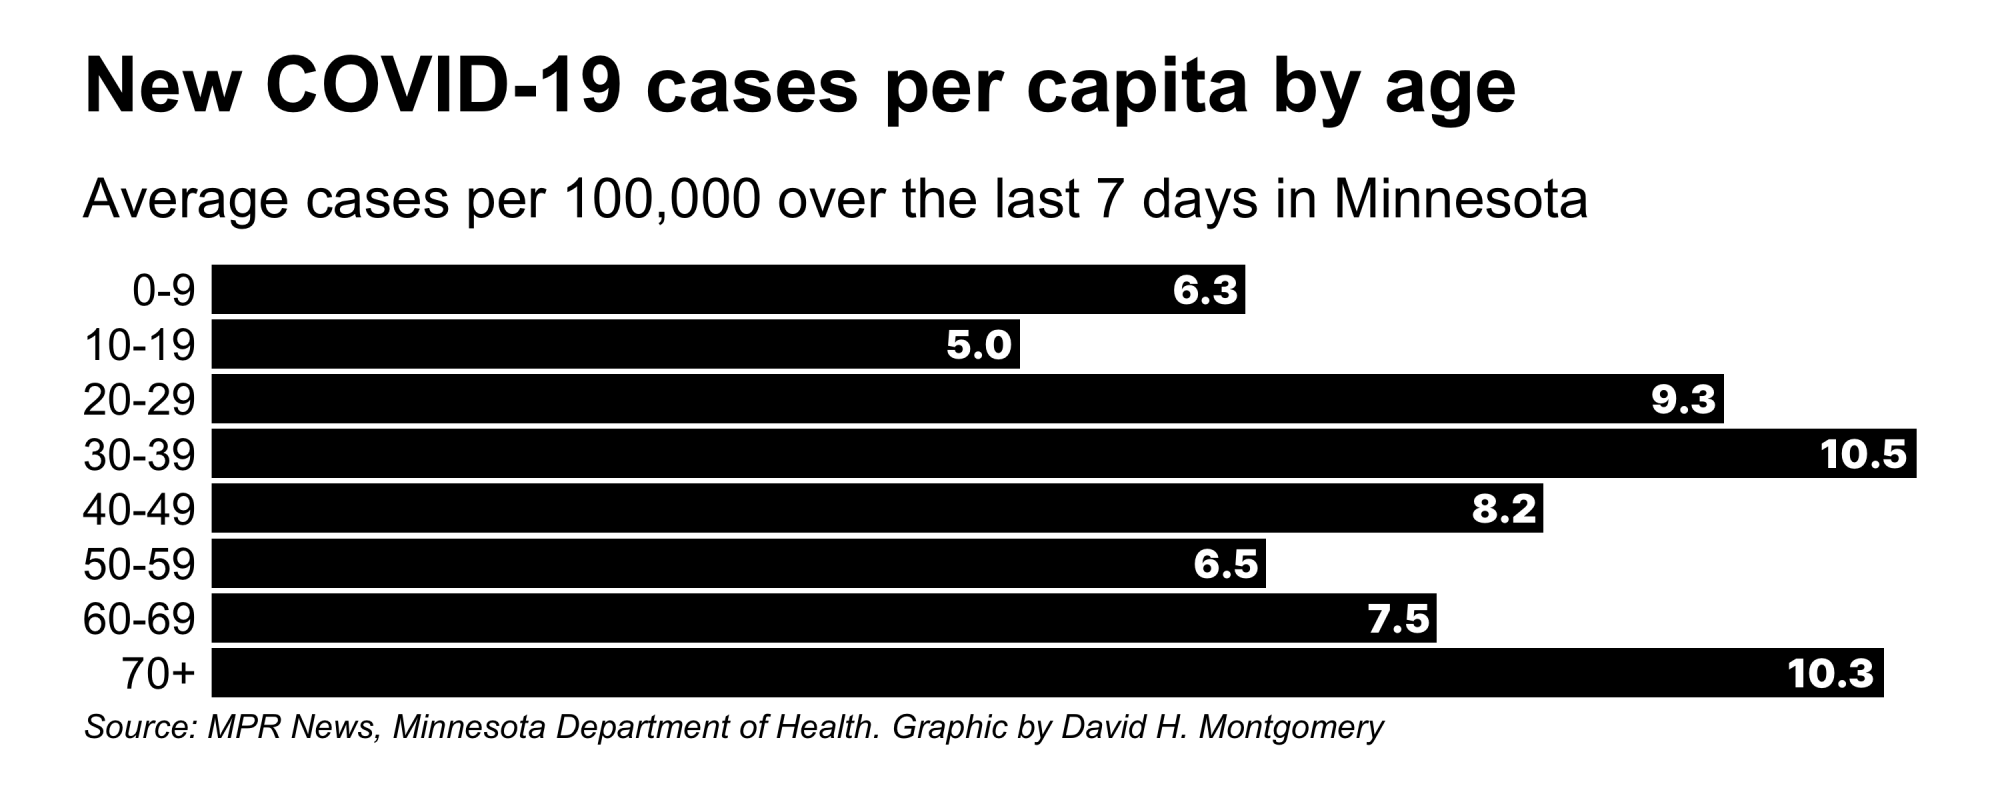 New COVID-19 cases per capita by age
Average cases per 100,000 over the last 7 days in Minnesota
0-9 6.3
10-19 5.0
20-29 9.3
30-39 10.5
40-49 8.2
50-59 6.5
60-69 7.5
70+ 10.3
Source: MPR News, Minnesota Department of Health. Graphic by David H. Montgomery